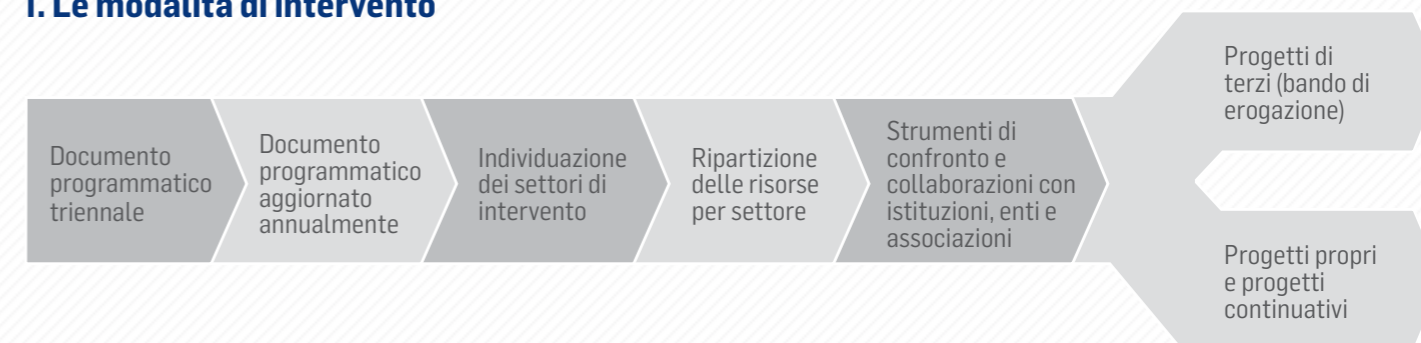 1. Le modalità di intervento
Documento
programmatico
triennale
Documento
programmatico
aggiornato
annualmente
Individuazione
dei settori di
intervento
Ripartizione
delle risorse
per settore
Strumenti di
confronto e
collaborazioni con
istituzioni, enti e
associazioni
Progetti di
terzi (bando di
erogazione)
Progetti propri
e progetti
continuativi